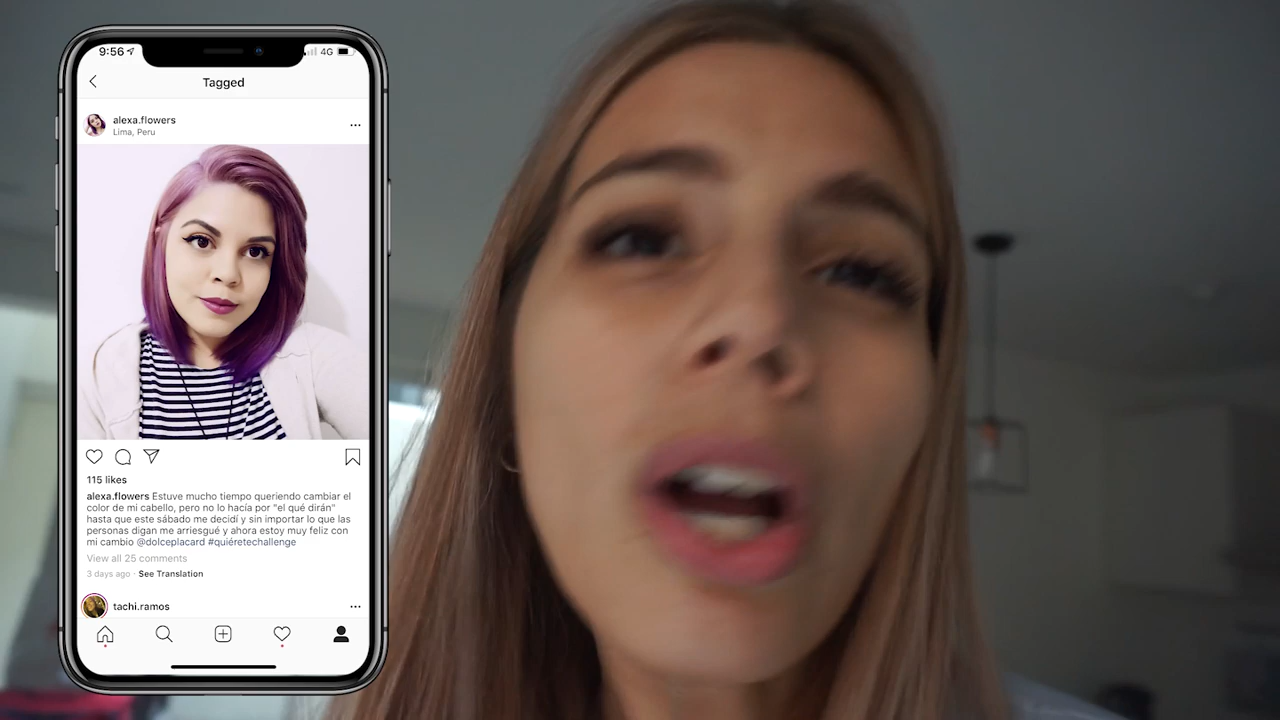 9:56 4G
Tagged
alexa.flowers
Lima, Peru
115 likes
alexa.flowers Estuve mucho tiempo queriendo cambiar el
color de mi cabello, pero no lo hacía por "el qué dirán"
hasta que este sábado me decidí y sin importar lo que las
personas digan me arriesgué y ahora estoy muy feliz con
mi cambio @dolceplacard #quiéretechallenge
View all 25 comments
3 days ago · See Translation
tachi.ramos